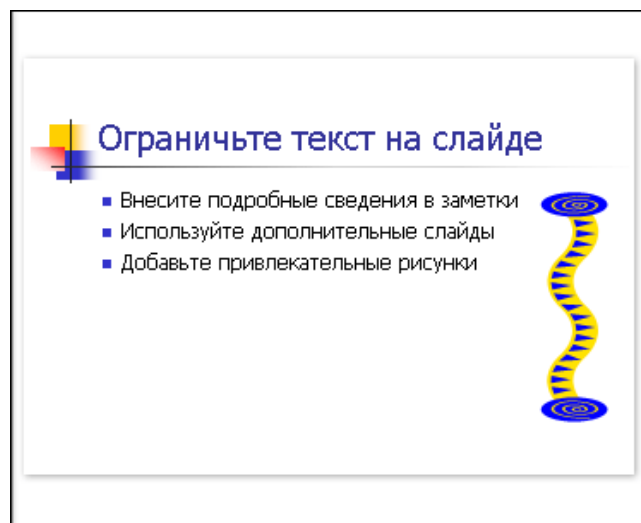 Ограничьте текст на слайде
Внесите подробные сведения в заметки
Используйте дополнительные слайды
Добавьте привлекательные рисунки